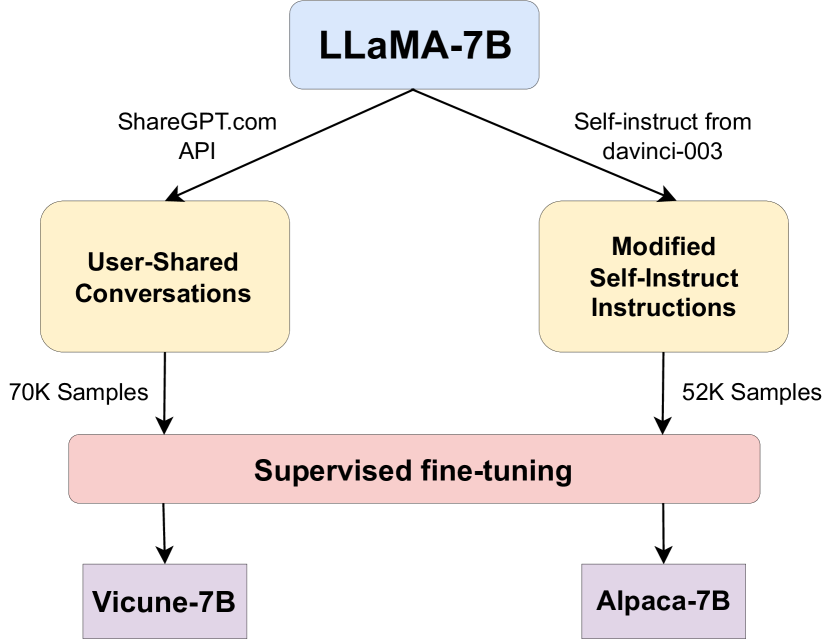 LLaMA-7B
ShareGPT.com
API
Self-instruct from
davinci-003
User-Shared
Conversations
Modified
Self-Instruct
Instructions
70K Samples
52K Samples
Supervised fine-tuning
Vicune-7B
Alpaca-7B